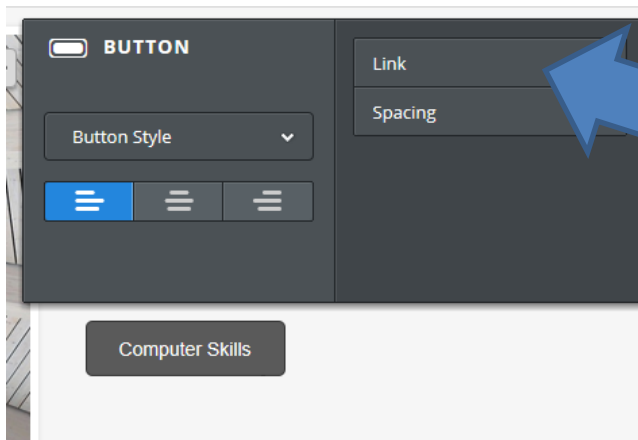 BUTTON
Link
Button Style
Spacing
Computer Skills